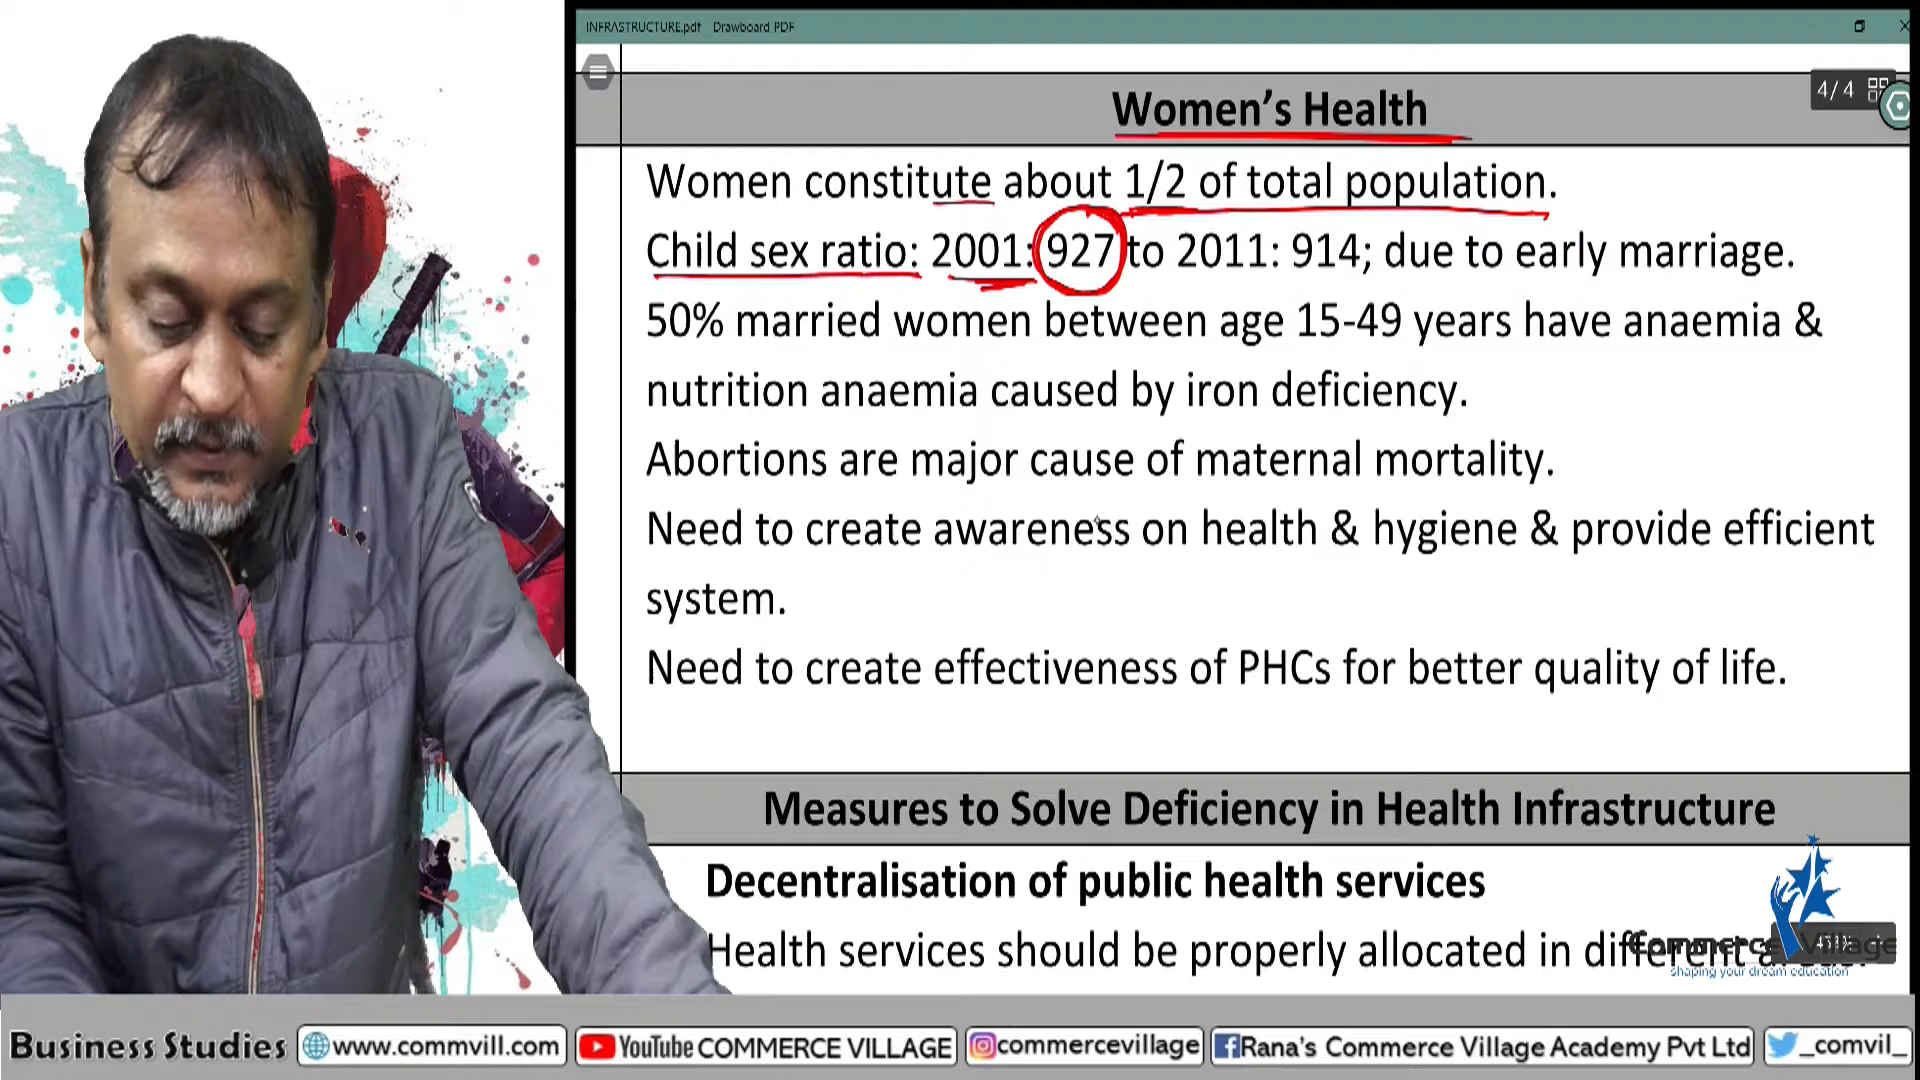 INFRASTRUCTURE.pdf Drawboard PDF
4/4
Women's Health
Women constitute about 1/2 of total population.
Child sex ratio: 2001: 927 to 2011: 914; due to early marriage.
50% married women between age 15-49 years have anaemia &
nutrition anaemia caused by iron deficiency.
Abortions are major cause of maternal mortality.
Need to create awareness on health & hygiene & provide efficient
system.
Need to create effectiveness of PHCs for better quality of life.
Measures to Solve Deficiency in Health Infrastructure
Decentralisation of public health services
Health services should be properly allocated in different
Commerce Village
shaping your dream education
Business Studies www.commvill.com YouTube COMMERCE VILLAGE commercevillage Rana's Commerce Village Academy Pvt Ltd _comvil_